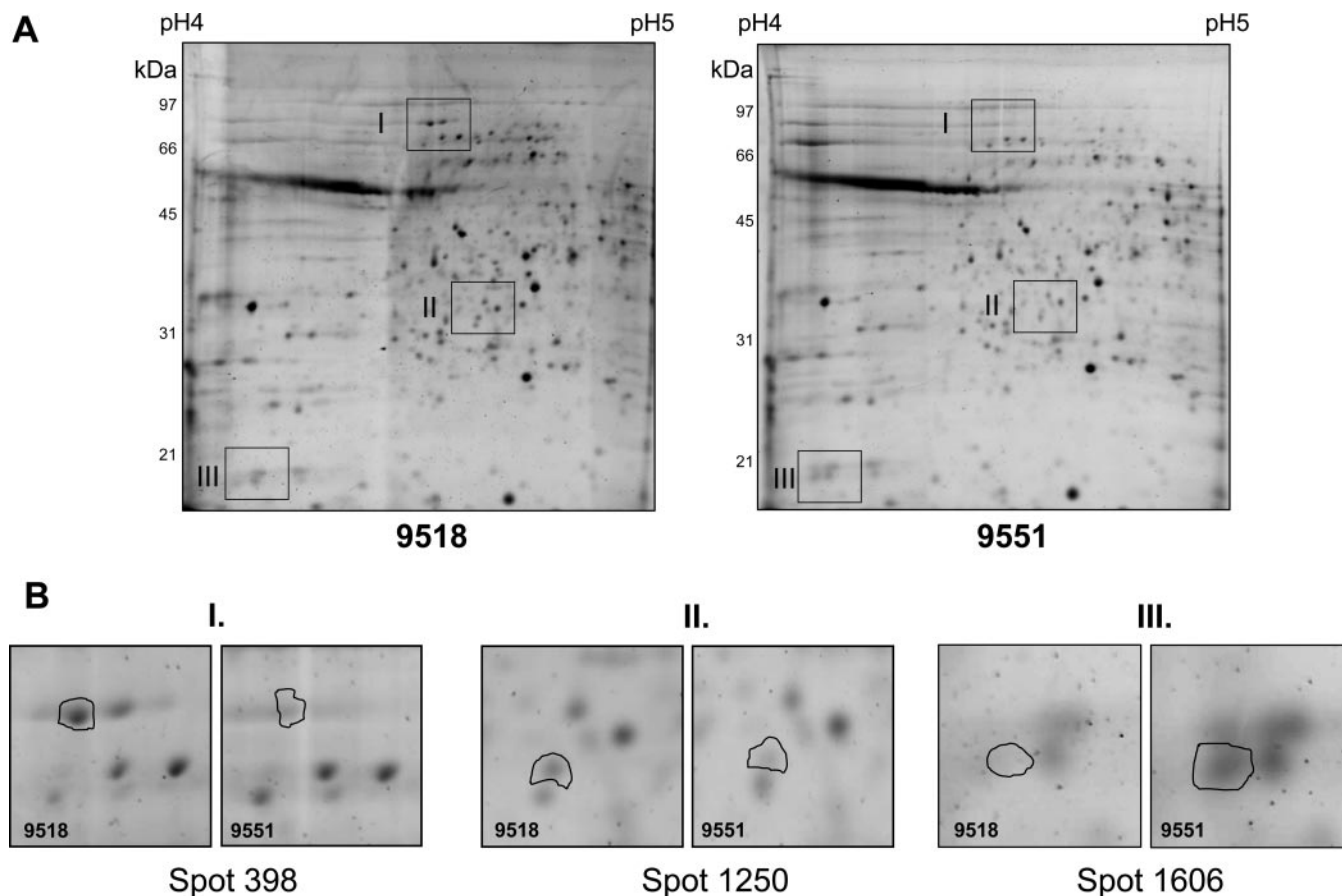 A
pH4 pH5 pH4 pH5
kDa kDa
97 97
I I
66 66
45 45
II II
31 31
21 21
III III
9518 9551
B
I. II. III.
9518 9551 9518 9551 9518 9551
Spot 398 Spot 1250 Spot 1606